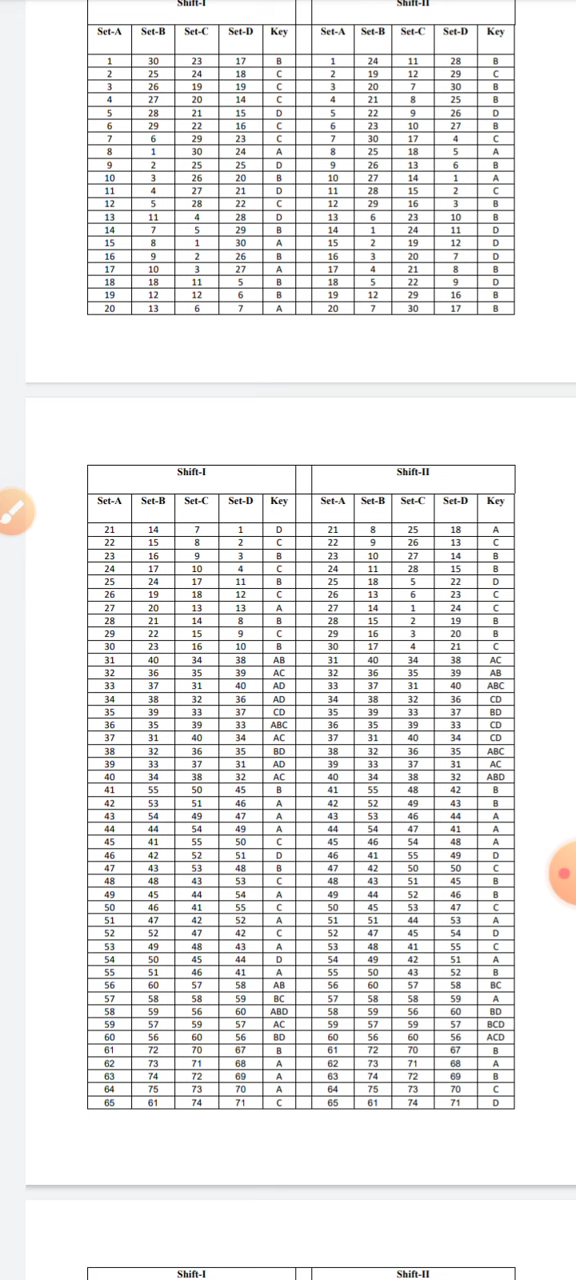 Shift-I Shift-II
Set-A Set-B Set-C Set-D Key Set-A Set-B Set-C Set-D Key
1 30 23 17 B 1 24 11 28 B
2 25 24 18 C 2 19 12 29 C
3 26 19 19 C 3 20 7 30 B
4 27 20 14 C 4 21 8 25 B
5 28 21 15 D 5 22 9 26 D
6 29 22 16 C 6 23 10 27 B
7 6 29 23 C 7 30 17 4 C
8 1 30 24 A 8 25 18 5 A
9 2 25 25 D 9 26 13 6 B
10 3 26 20 B 10 27 14 1 A
11 4 27 21 D 11 28 15 2 C
12 5 28 22 C 12 29 16 3 B
13 11 4 28 D 13 6 23 10 B
14 7 5 29 B 14 1 24 11 D
15 8 1 30 A 15 2 19 12 D
16 9 2 26 B 16 3 20 7 D
17 10 3 27 A 17 4 21 8 B
18 18 11 5 B 18 5 22 9 D
19 12 12 6 B 19 12 29 16 B
20 13 6 7 A 20 7 30 17 B
Shift-I Shift-II
Set-A Set-B Set-C Set-D Key Set-A Set-B Set-C Set-D Key
21 14 7 1 D 21 8 25 18 A
22 15 8 2 C 22 9 26 13 C
23 16 9 3 B 23 10 27 14 B
24 17 10 4 C 24 11 28 15 B
25 24 17 11 B 25 18 5 22 D
26 19 18 12 C 26 13 6 23 C
27 20 13 13 A 27 14 1 24 C
28 21 14 8 B 28 15 2 19 B
29 22 15 9 C 29 16 3 20 B
30 23 16 10 B 30 17 4 21 C
31 40 34 38 AB 31 40 34 38 AC
32 36 35 39 AC 32 36 35 39 AB
33 37 31 40 AD 33 37 31 40 ABC
34 38 32 36 AD 34 38 32 36 CD
35 39 33 37 CD 35 39 33 37 BD
36 35 39 33 ABC 36 35 39 33 CD
37 31 40 34 AC 37 31 40 34 CD
38 32 36 35 BD 38 32 36 35 ABC
39 33 37 31 AD 39 33 37 31 AC
40 34 38 32 AC 40 34 38 32 ABD
41 55 50 45 B 41 55 48 42 B
42 53 51 46 A 42 52 49 43 B
43 54 49 47 A 43 53 46 44 A
44 44 54 49 A 44 54 47 41 A
45 41 55 50 C 45 46 54 48 A
46 42 52 51 D 46 41 55 49 D
47 43 53 48 B 47 42 50 50 C
48 48 43 53 C 48 43 51 45 B
49 45 44 54 A 49 44 52 46 B
50 46 41 55 C 50 45 53 47 C
51 47 42 52 A 51 51 44 53 A
52 52 47 42 C 52 47 45 54 D
53 49 48 43 A 53 48 41 55 C
54 50 45 44 D 54 49 42 51 A
55 51 46 41 A 55 50 43 52 B
56 60 57 58 AB 56 60 57 58 BC
57 58 58 59 BC 57 58 58 59 A
58 59 56 60 ABD 58 59 56 60 BD
59 57 59 57 AC 59 57 59 57 BCD
60 56 60 56 BD 60 56 60 56 ACD
61 72 70 67 B 61 72 70 67 B
62 73 71 68 A 62 73 71 68 A
63 74 72 69 A 63 74 72 69 B
64 75 73 70 A 64 75 73 70 C
65 61 74 71 C 65 61 74 71 D
Shift-I Shift-II